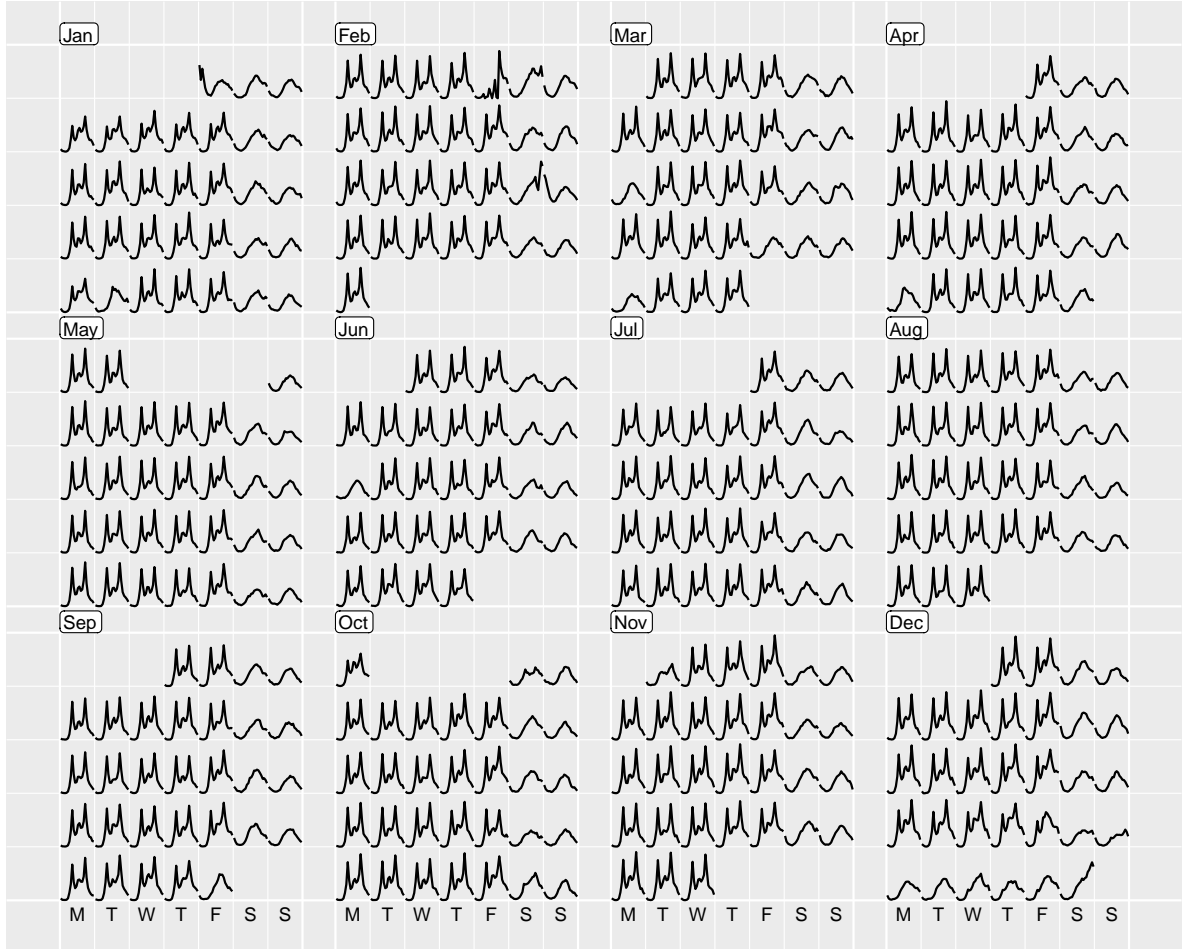 Jan Feb Mar Apr
May Jun Jul Aug
Sep Oct Nov Dec
M T W T F S S M T W T F S S M T W T F S S M T W T F S S